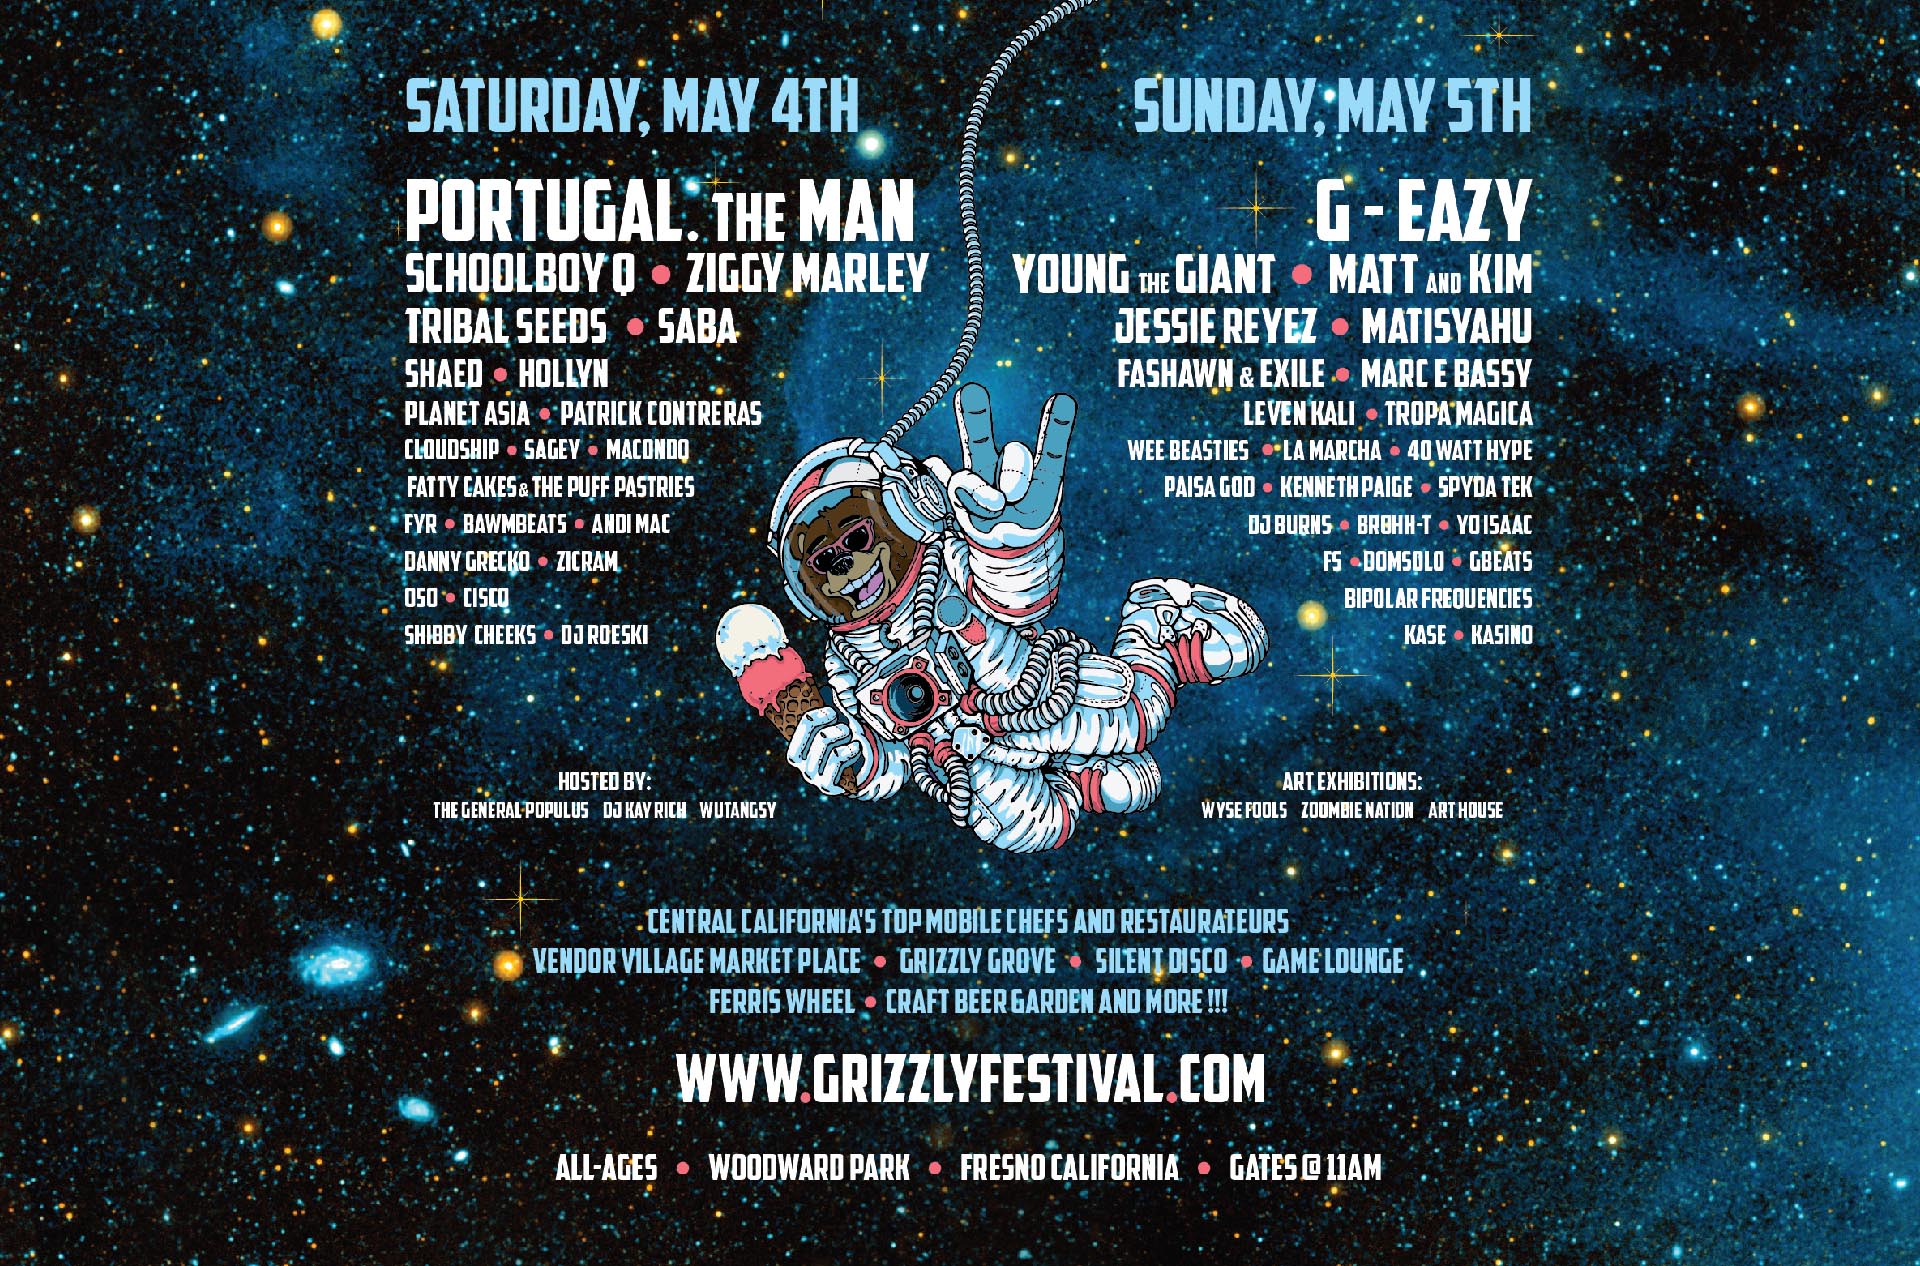 SATURDAY, MAY 4TH
PORTUGAL. THE MAN
SCHOOLBOY Q • ZIGGY MARLEY
TRIBAL SEEDS • SABA
SHAED • HOLLYN
PLANET ASIA • PATRICK CONTRERAS
CLOUDSHIP • SAGEY • MACONDO
FATTY CAKES & THE PUFF PASTRIES
FYR • BAWMBEATS • ANDI MAC
DANNY GRECKO • ZICRAM
OSO • CISCO
SHIBBY CHEEKS • DJ ROESKI
SUNDAY, MAY 5TH
G - EAZY
YOUNG THE GIANT • MATT AND KIM
JESSIE REYEZ • MATISYAHU
FASHAWN & EXILE • MARC E BASSY
LEVEN KALI • TROPA MAGICA
WEE BEASTIES • LA MARCHA • 40 WATT HYPE
PAISA GOD • KENNETH PAIGE • SPYDA TEK
DJ BURNS • BRBHH-T • YO ISAAC
FS • DOMSOLO • GBEATS
BIPOLAR FREQUENCIES
KASE • KASINO
HOSTED BY:
THE GENERAL POPULUS DJ KAY RICH WUTANGSY
ART EXHIBITIONS:
WYSE FOOLS ZOOMBIE NATION ART HOUSE
CENTRAL CALIFORNIA'S TOP MOBILE CHEFS AND RESTAURATEURS
VENDOR VILLAGE MARKET PLACE • GRIZZLY GROVE • SILENT DISCO • GAME LOUNGE
FERRIS WHEEL • CRAFT BEER GARDEN AND MORE !!!
WWW.GRIZZLYFESTIVAL.COM
ALL-AGES • WOODWARD PARK • FRESNO CALIFORNIA • GATES @ 11AM